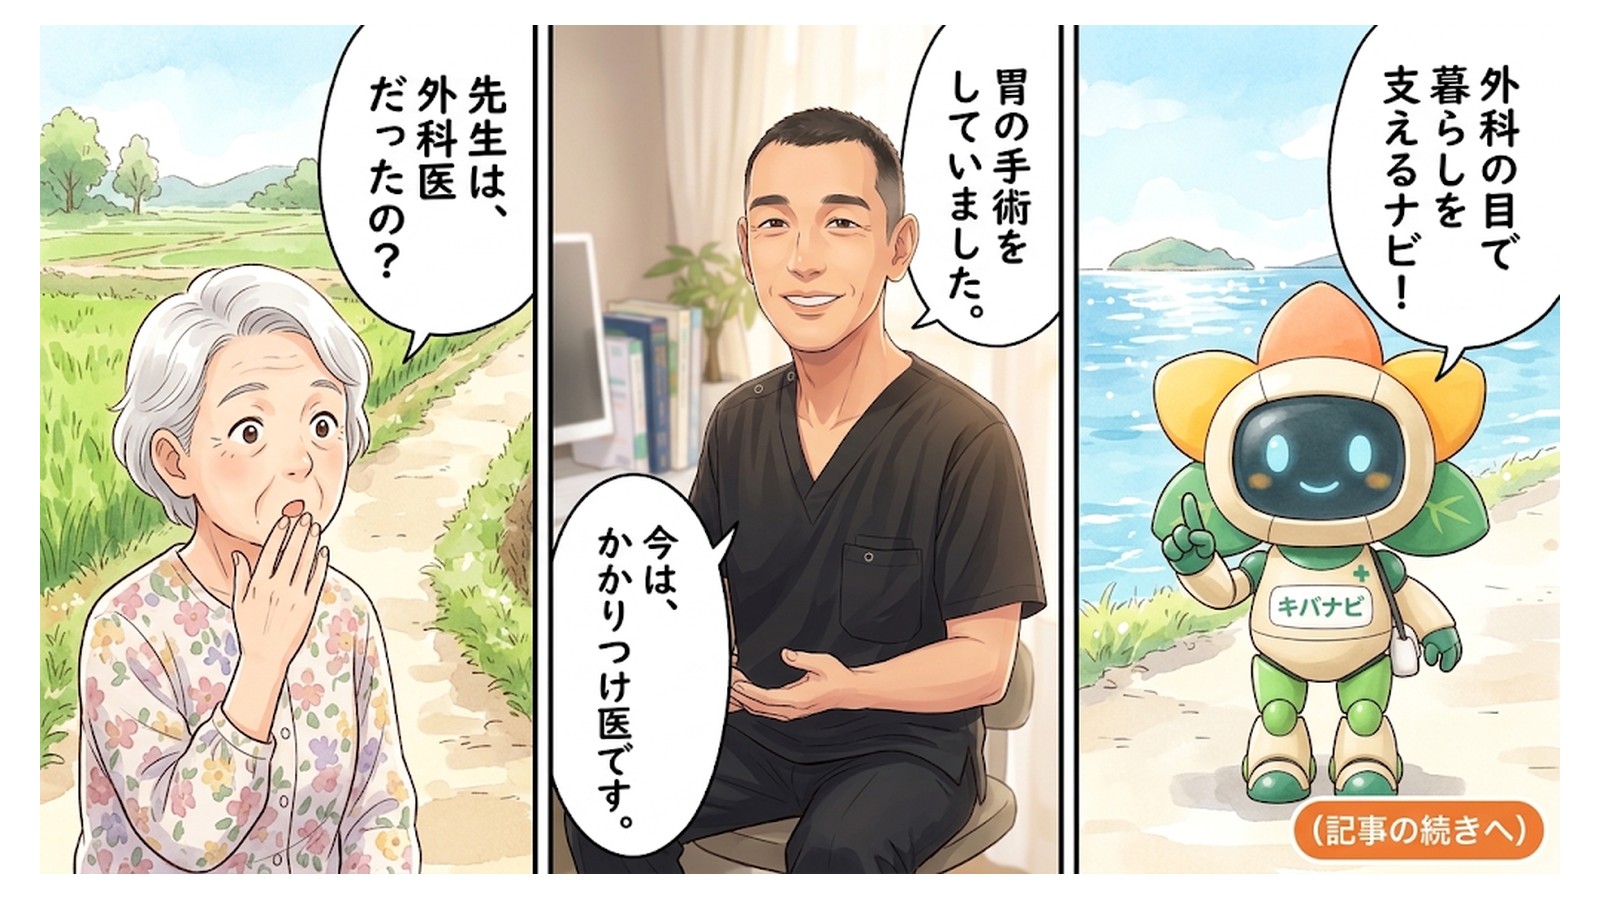 先生は、
外科医
だったの？
胃の手術を
していました。
今は、
かかりつけ医です。
外科の目で
暮らしを
支えるナビ！
キバナビ
（記事の続きへ）